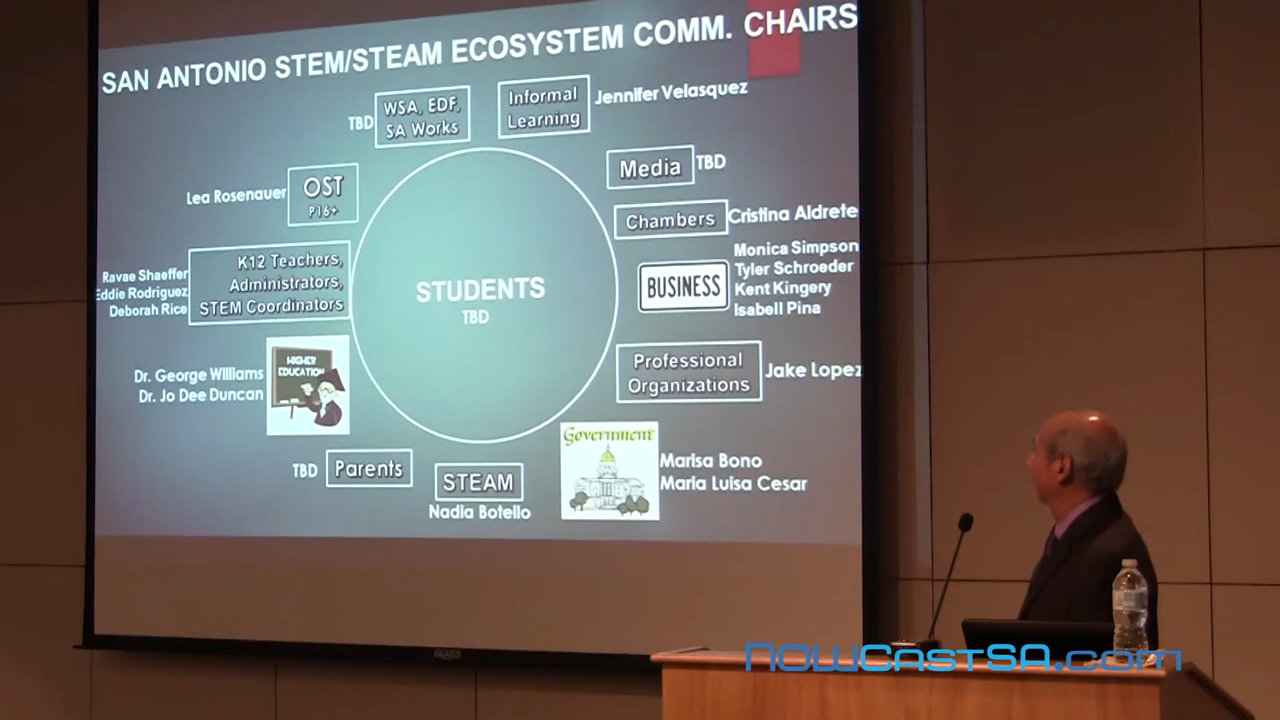 SAN ANTONIO STEM/STEAM ECOSYSTEM COMM. CHAIRS
TBD
WSA, EDF,
SA Works
Informal
Learning
Jennifer Velasquez
Media
TBD
Lea Rosenauer
OST
P16+
Chambers
Cristina Aldrete
Ravae Shaeffer
Eddie Rodriguez
Deborah Rice
K12 Teachers,
Administrators,
STEM Coordinators
STUDENTS
TBD
BUSINESS
Monica Simpson
Tyler Schroeder
Kent Kingery
Isabell Pina
Dr. George Williams
Dr. Jo Dee Duncan
HIGHER
EDUCATION
Professional
Organizations
Jake Lopez
TBD
Parents
STEAM
Nadia Botello
Government
Marisa Bono
Maria Luisa Cesar
NOWCastSA.com